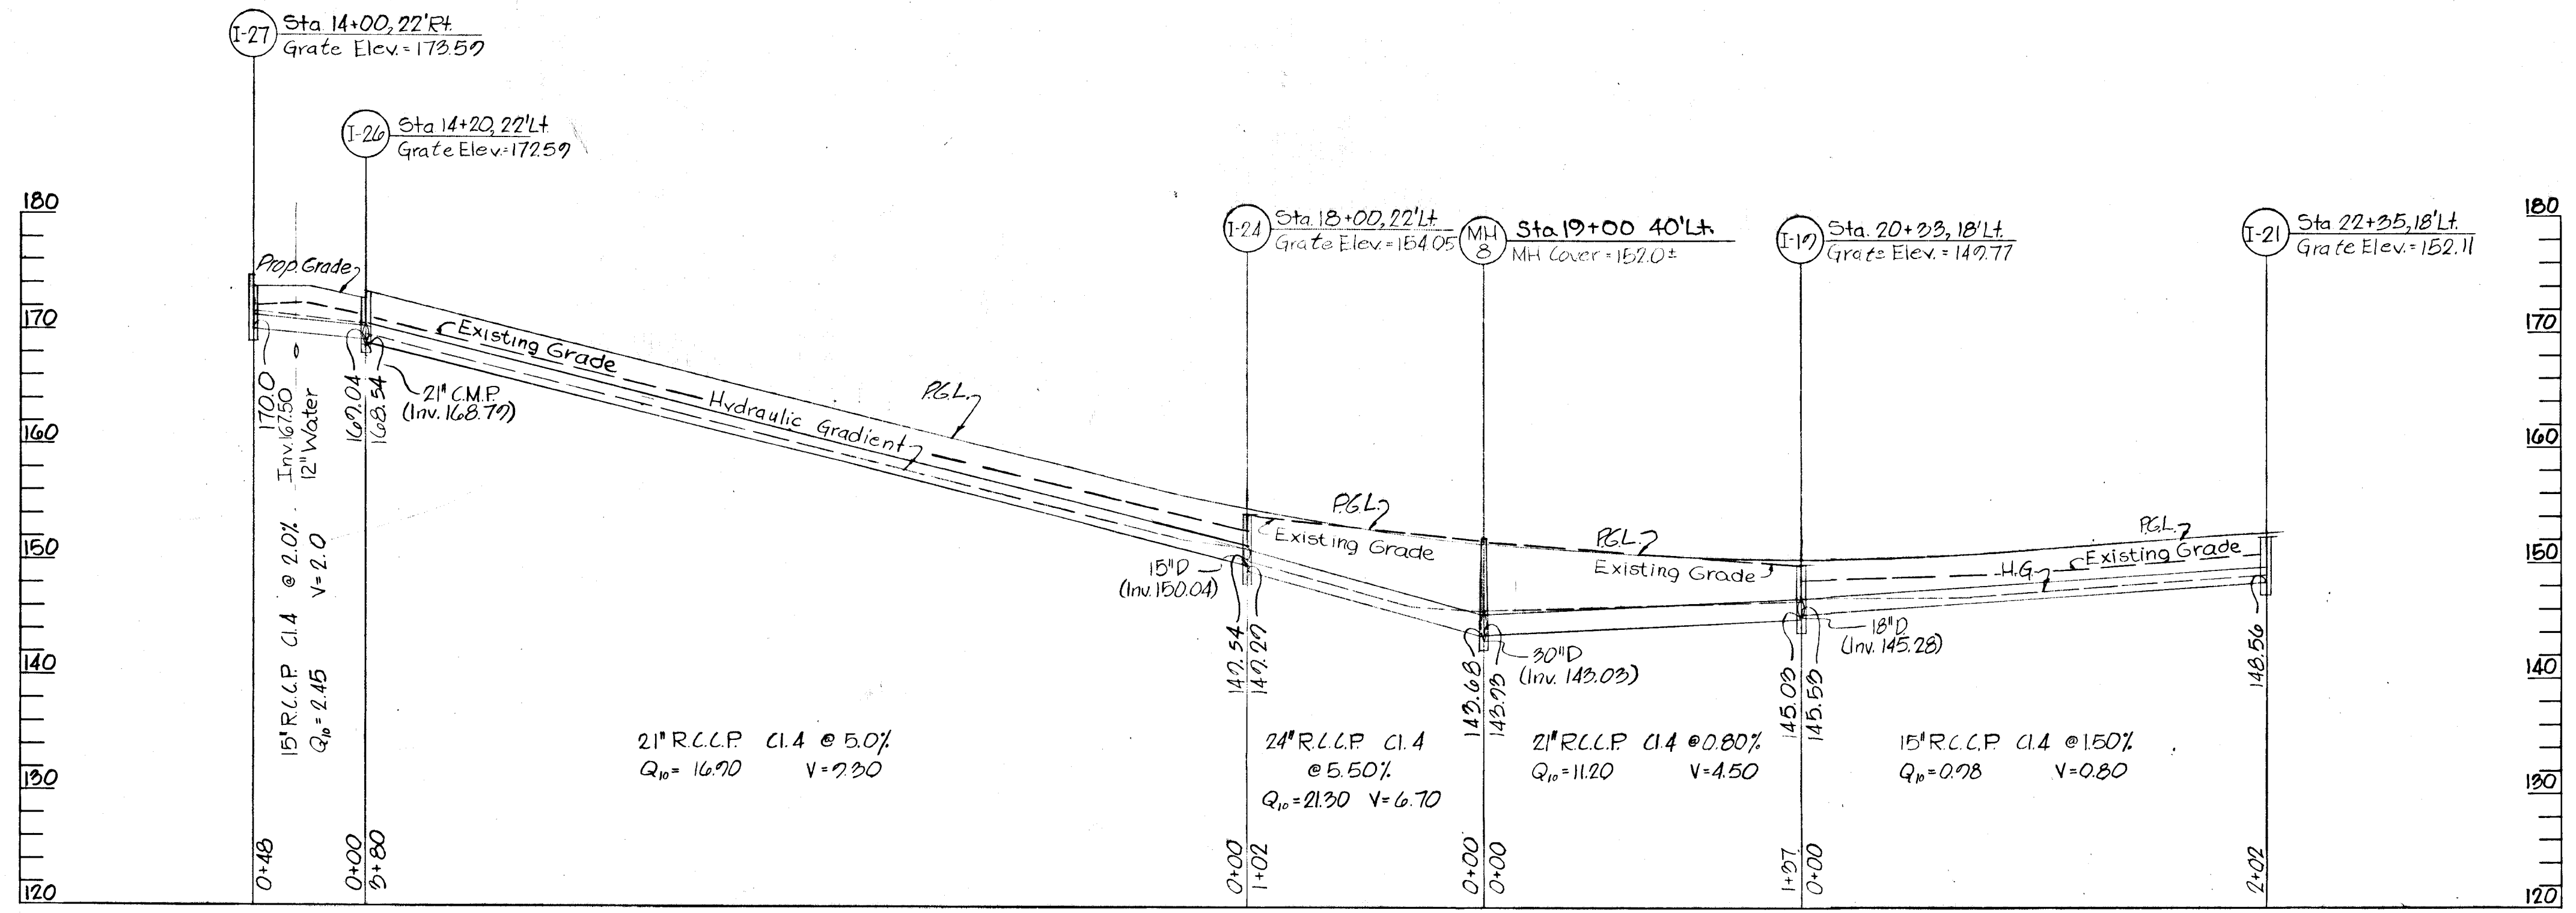 I-27
Sta. 14+00, 22' Rt.
Grate Elev. = 173.59
I-26
Sta 14+20, 22' Lt.
Grate Elev. = 172.59
I-24
Sta. 18+00, 22' Lt.
Grate Elev. = 154.05
MH
8
Sta 19+00 40' Lt.
MH Cover = 152.0±
I-19
Sta. 20+33, 18' Lt.
Grate Elev. = 149.77
I-21
Sta 22+35, 18' Lt.
Grate Elev. = 152.11
180
170
160
150
140
130
120
180
170
160
150
140
130
120
Prop. Grade
Existing Grade
Hydraulic Gradient
P.G.L.
P.G.L.
Existing Grade
P.G.L.
Existing Grade
P.G.L.
H.G.
Existing Grade
170.0
Inv. 167.50
12" Water
169.04
168.54
21" C.M.P.
(Inv. 168.79)
15"D
(Inv. 150.04)
149.54
149.29
143.68
143.93
30"D
(Inv. 143.03)
145.03
145.53
18"D
(Inv. 145.28)
148.56
15" R.C.C.P. Cl. 4 @ 2.0%
Q₁₀ = 2.45 V = 2.0
21" R.C.C.P. Cl. 4 @ 5.0%
Q₁₀ = 16.90 V = 9.30
24" R.C.C.P. Cl. 4
@ 5.50%
Q₁₀ = 21.30 V = 6.70
21" R.C.C.P. Cl. 4 @ 0.80%
Q₁₀ = 11.20 V = 4.50
15" R.C.C.P. Cl. 4 @ 1.50%
Q₁₀ = 0.98 V = 0.80
0+48
0+00
3+80
0+00
1+02
0+00
0+00
1+37
0+00
2+02